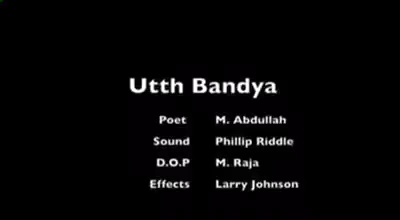 Utth Bandya
Poet M. Abdullah
Sound Phillip Riddle
D.O.P M. Raja
Effects Larry Johnson